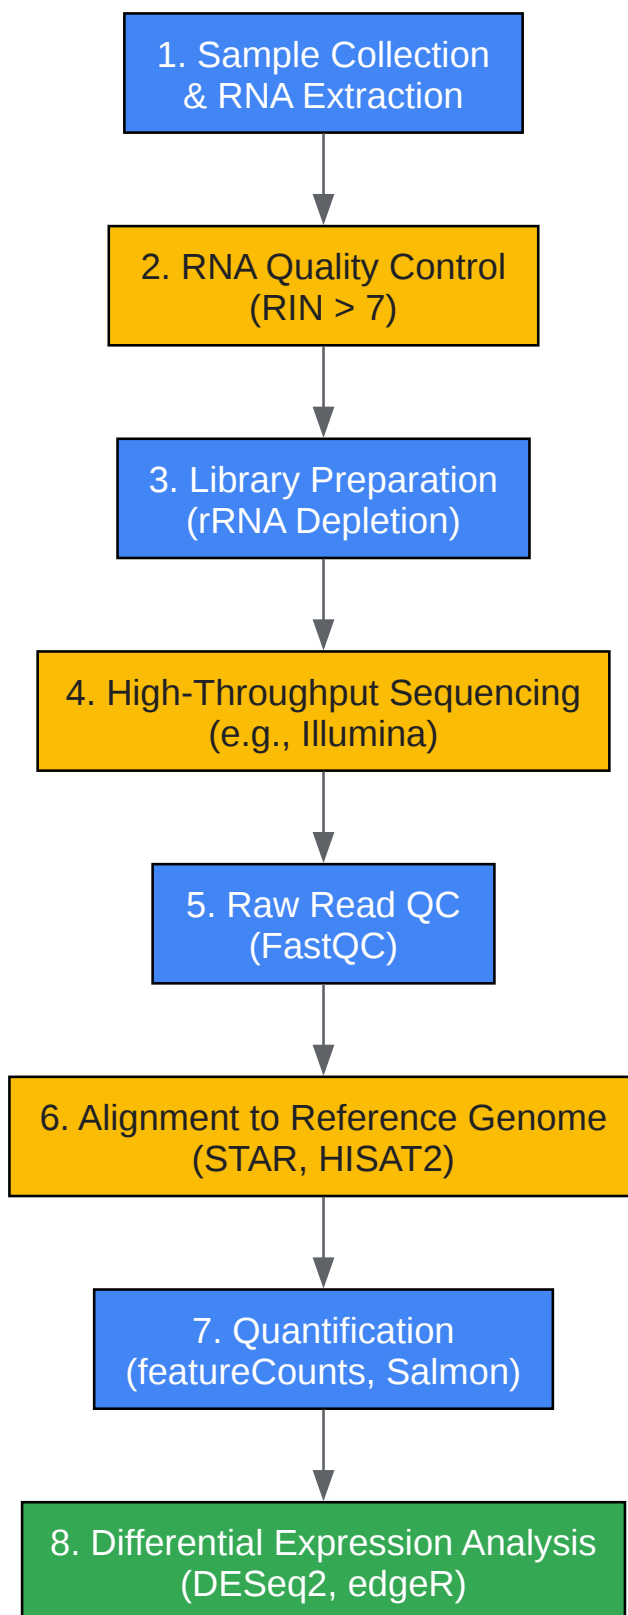 1. Sample Collection
& RNA Extraction
2. RNA Quality Control
(RIN > 7)
3. Library Preparation
(rRNA Depletion)
4. High-Throughput Sequencing
(e.g., Illumina)
5. Raw Read QC
(FastQC)
6. Alignment to Reference Genome
(STAR, HISAT2)
7. Quantification
(featureCounts, Salmon)
8. Differential Expression Analysis
(DESeq2, edgeR)